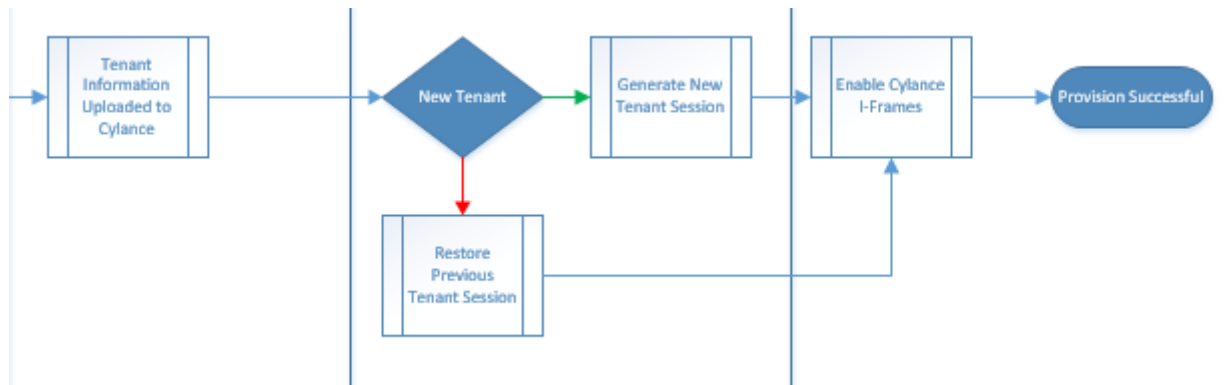 Tenant
Information
Uploaded to
Cylance
New Tenant
Generate New
Tenant Session
Enable Cylance
I-Frames
Provision Successful
Restore
Previous
Tenant Session